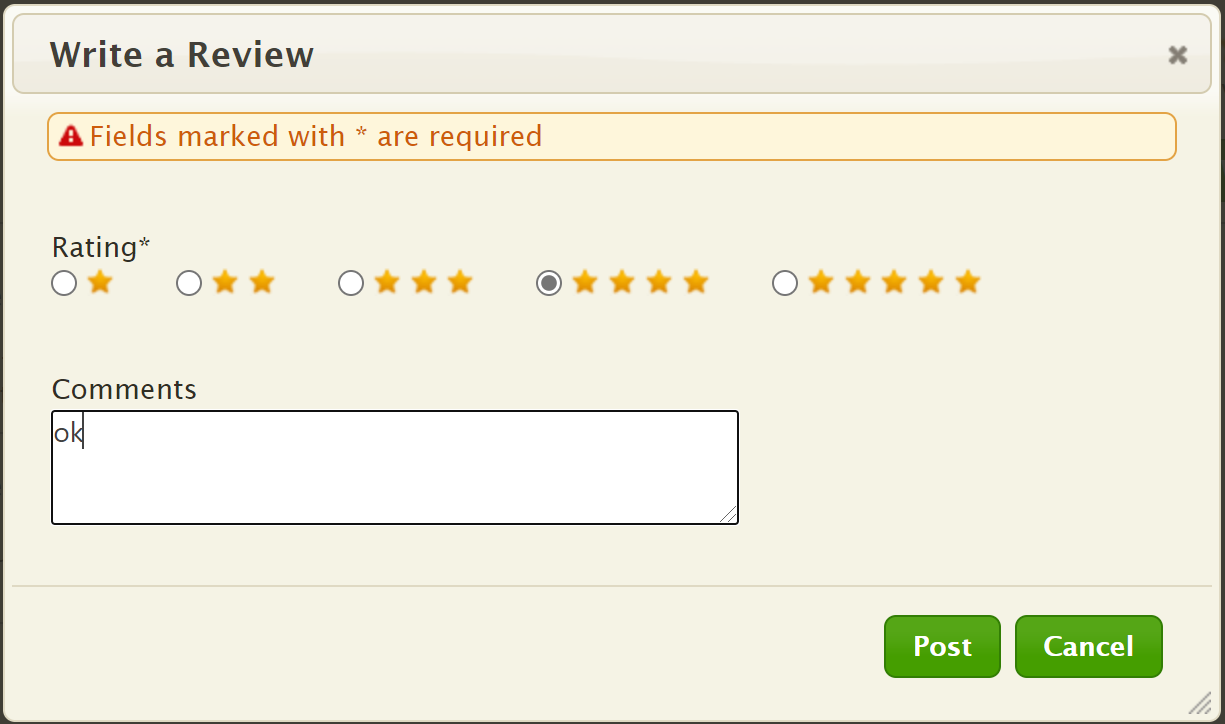 Write a Review
Fields marked with * are required
Rating*
Comments
ok
Post Cancel